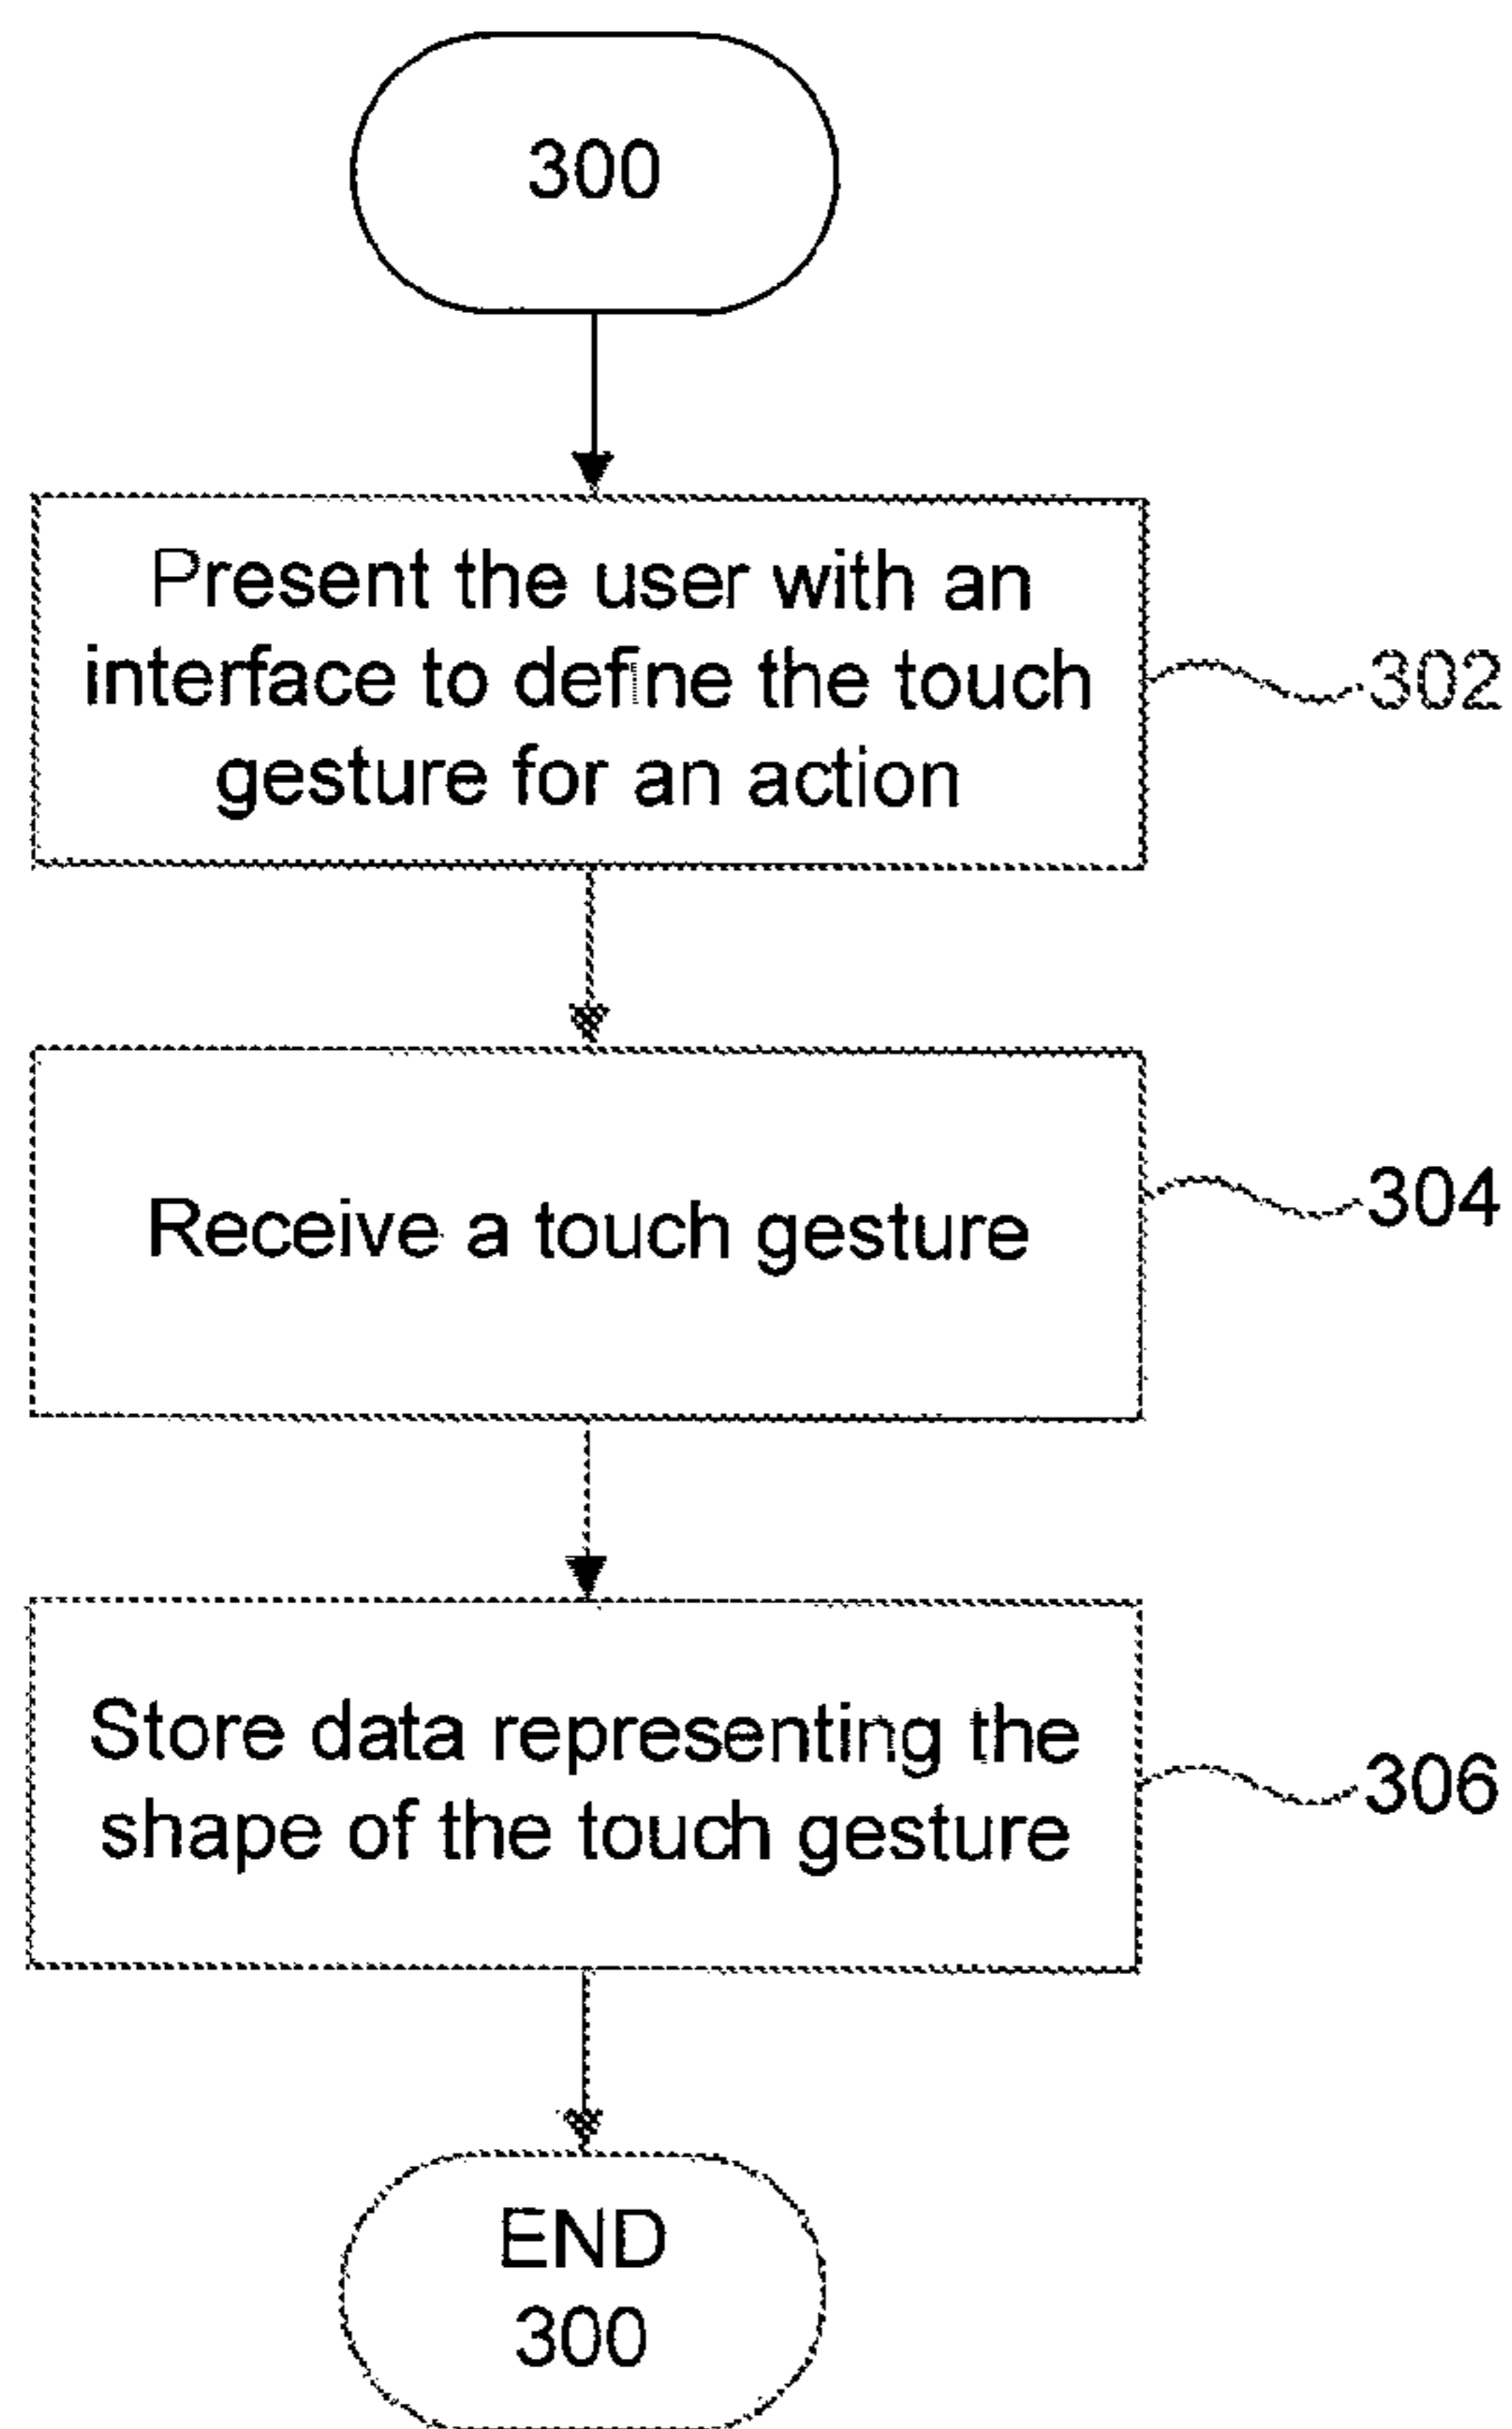 300
Present the user with an
interface to define the touch
gesture for an action
302
Receive a touch gesture
304
Store data representing the
shape of the touch gesture
306
END
300